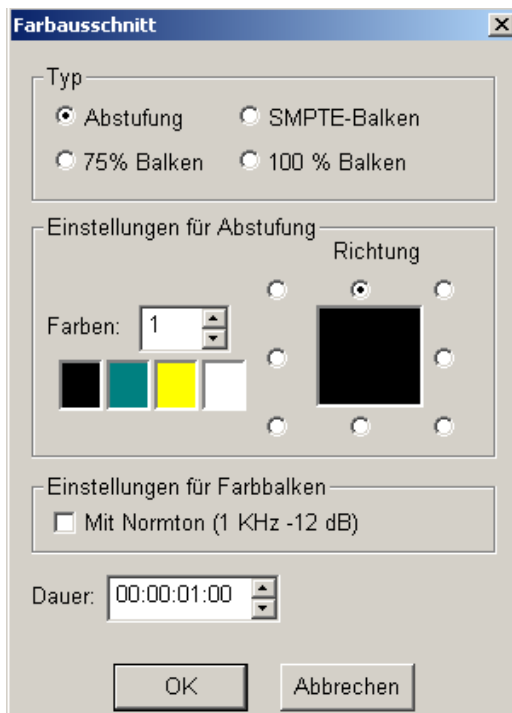 Farbausschnitt
Typ
Abstufung
SMPTE-Balken
75% Balken
100 % Balken
Einstellungen für Abstufung
Richtung
Farben: 1
Einstellungen für Farbbalken
Mit Normton (1 KHz -12 dB)
Dauer: 00:00:01:00
OK
Abbrechen